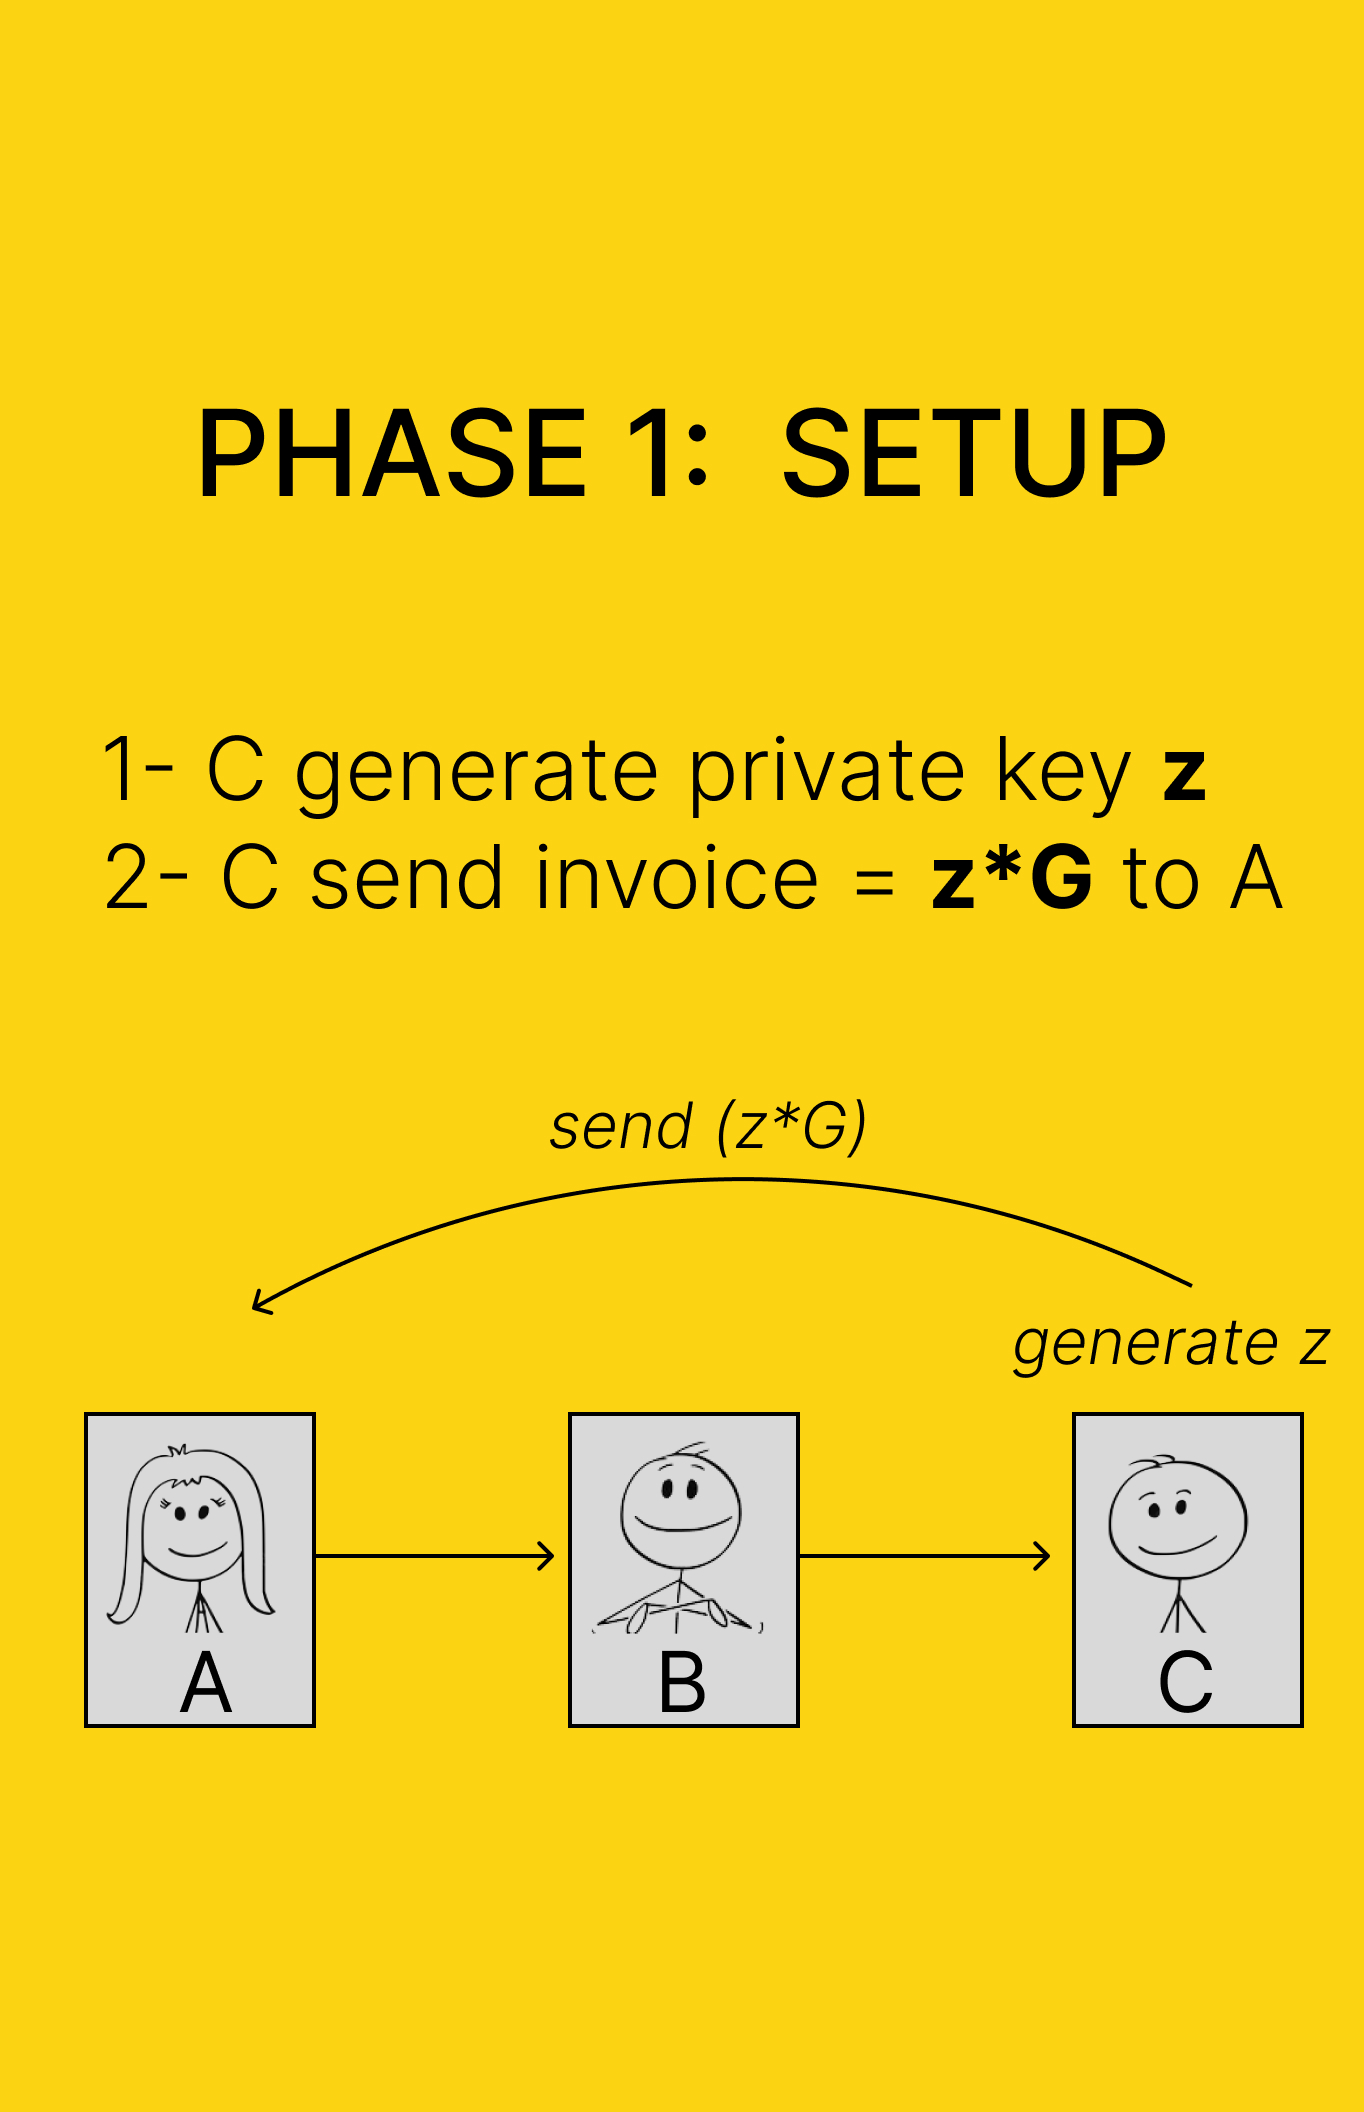 PHASE 1: SETUP
1- C generate private key z
2- C send invoice = z*G to A
send (z*G)
generate z
A
B
C